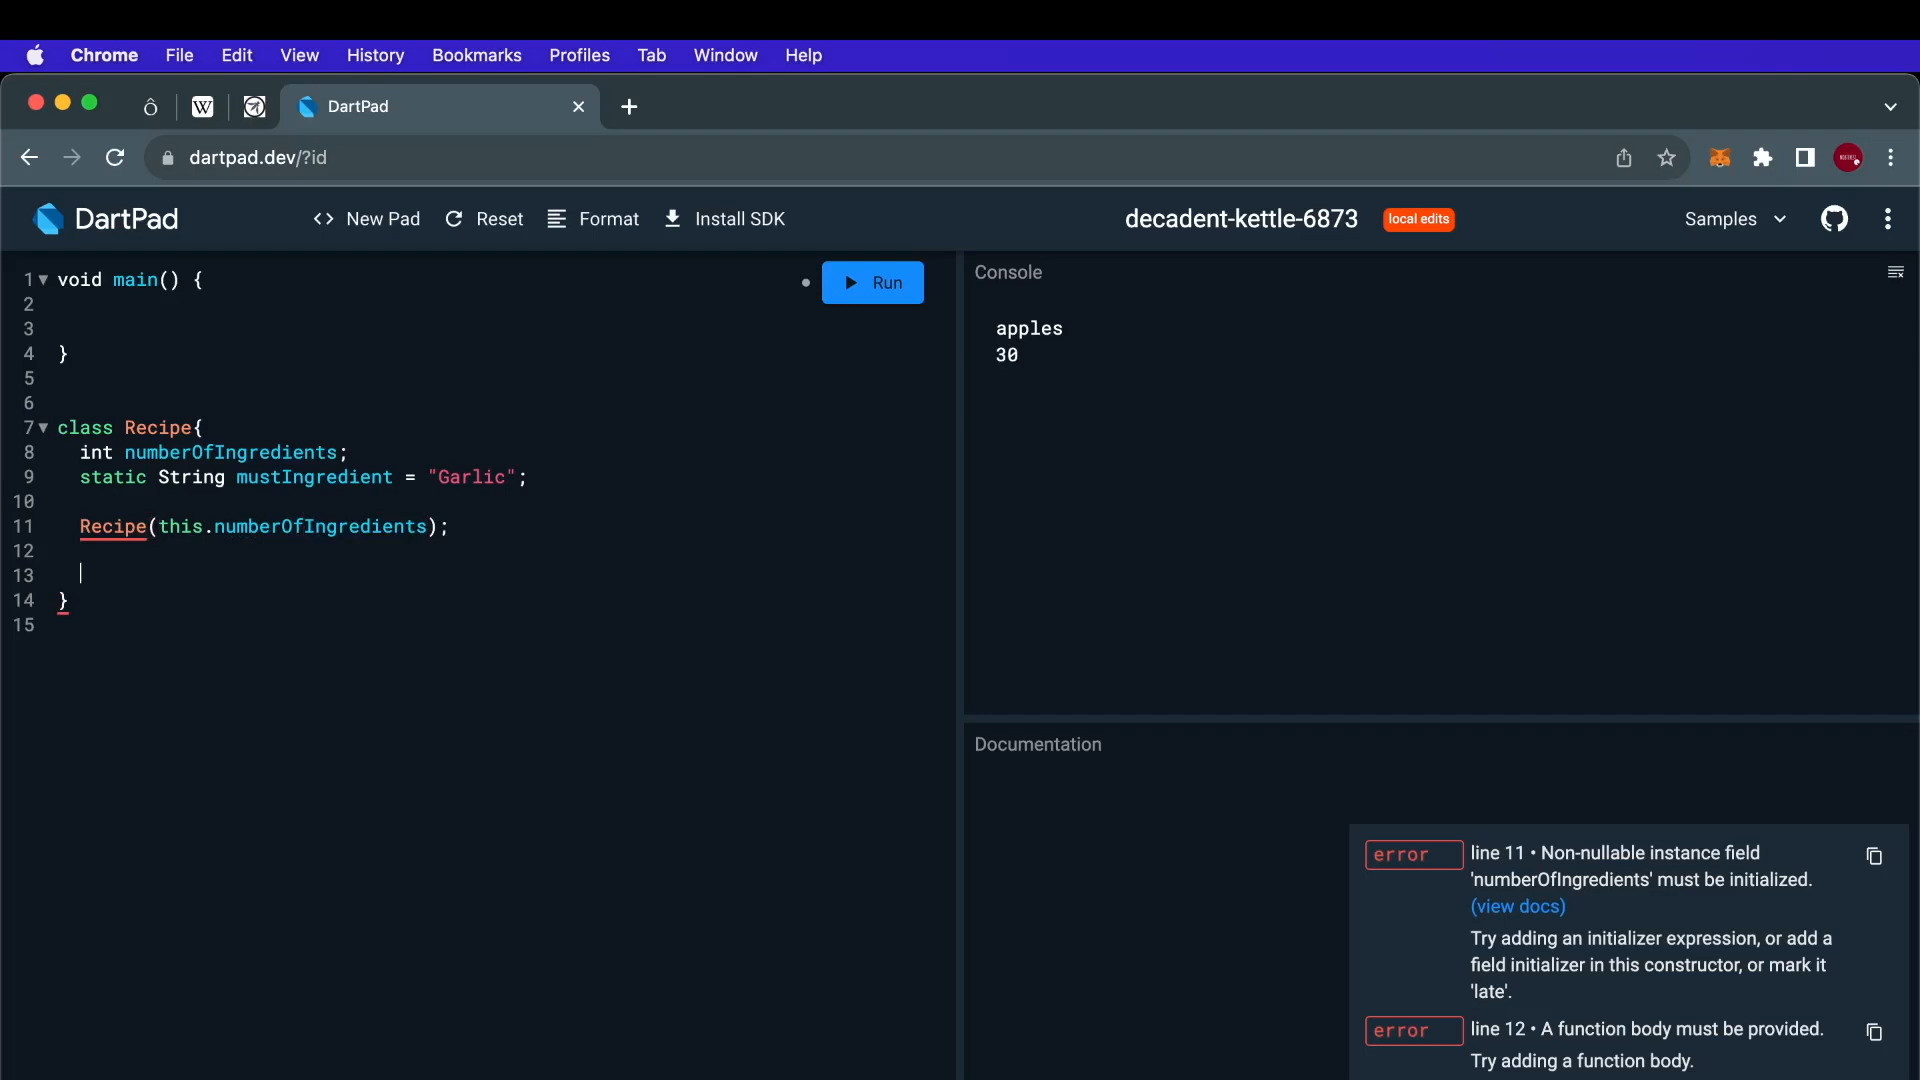 Chrome File Edit View History Bookmarks Profiles Tab Window Help
W DartPad
dartpad.dev/?id
DartPad New Pad Reset Format Install SDK decadent-kettle-6873 local edits Samples
1 void main() {
2
3
4 }
5
6
7 class Recipe{
8 int numberOfIngredients;
9 static String mustIngredient = "Garlic";
10
11 Recipe(this.numberOfIngredients);
12
13
14 }
15
Run
Console
apples
30
Documentation
error line 11 • Non-nullable instance field
'numberOfIngredients' must be initialized.
(view docs)
Try adding an initializer expression, or add a
field initializer in this constructor, or mark it
'late'.
error line 12 • A function body must be provided.
Try adding a function body.